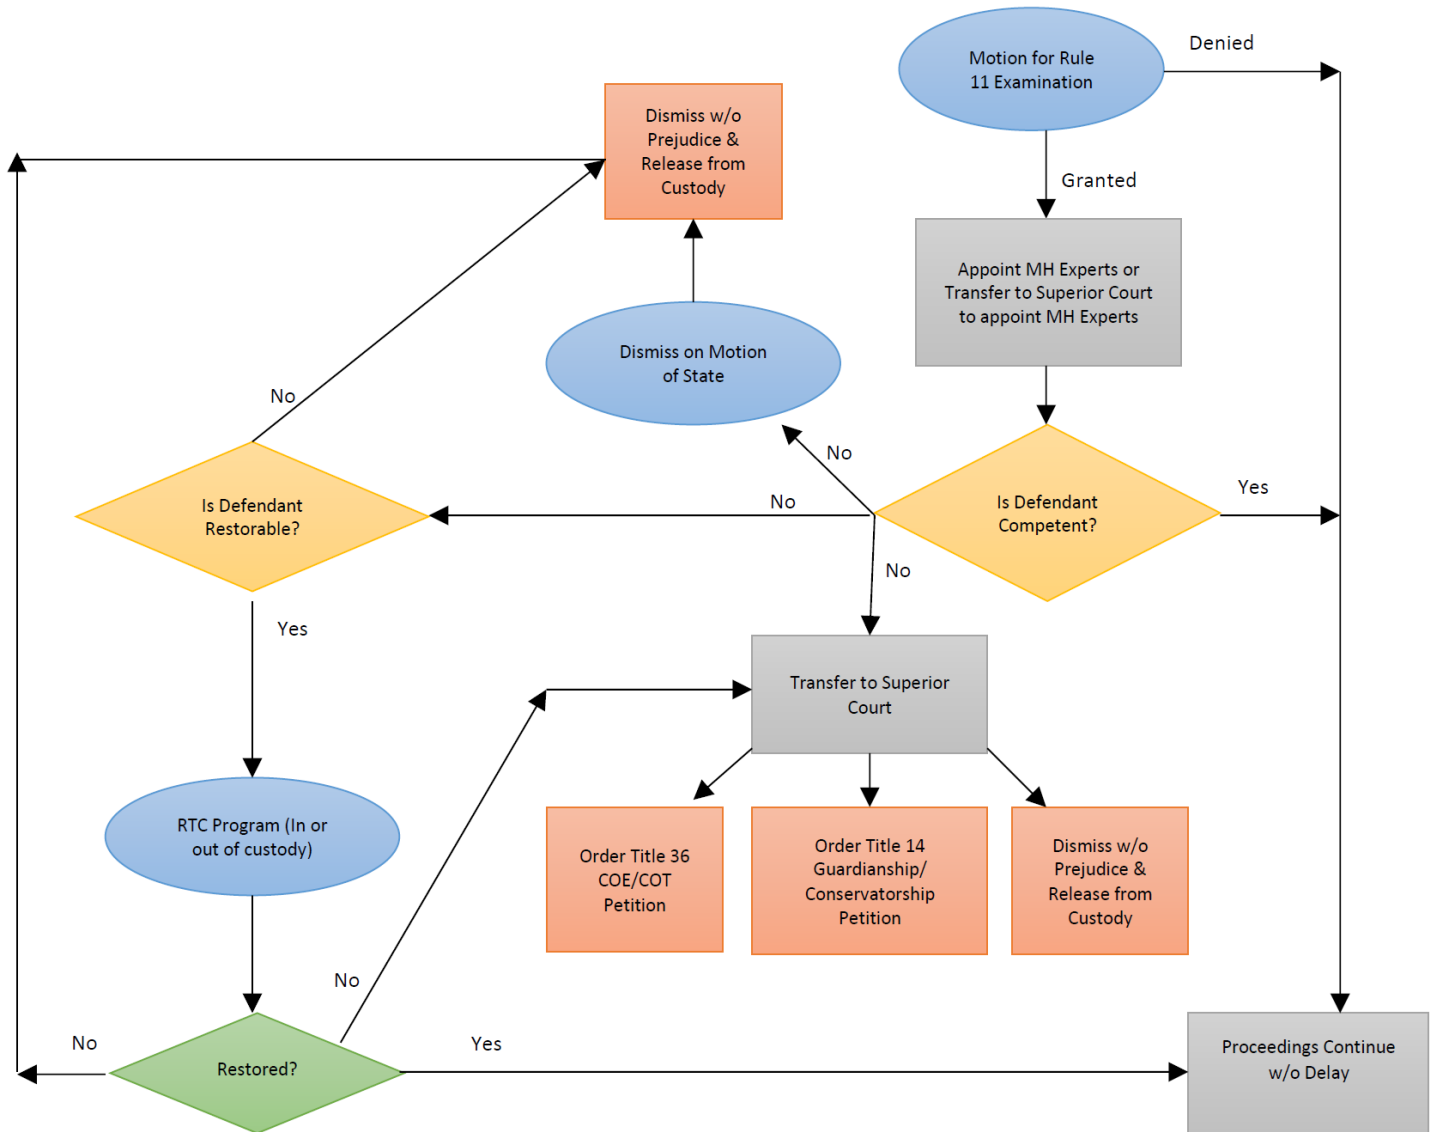 Motion for Rule
11 Examination
Denied
Granted
Dismiss w/o
Prejudice &
Release from
Custody
Appoint MH Experts or
Transfer to Superior Court
to appoint MH Experts
Dismiss on Motion
of State
No
No
Is Defendant
Restorable?
No
Is Defendant
Competent?
Yes
No
Yes
Transfer to Superior
Court
RTC Program (In or
out of custody)
Order Title 36
COE/COT
Petition
Order Title 14
Guardianship/
Conservatorship
Petition
Dismiss w/o
Prejudice &
Release from
Custody
No
No
Restored?
Yes
Proceedings Continue
w/o Delay